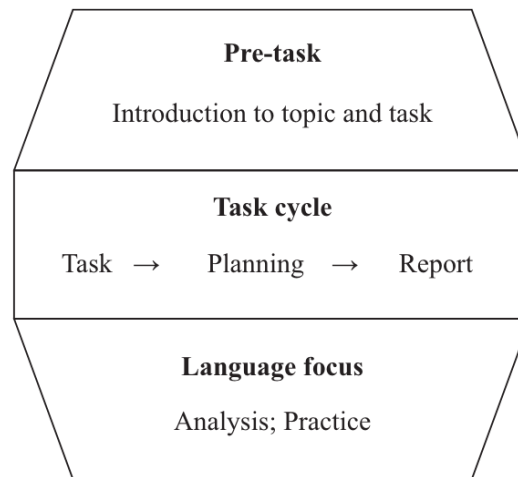 Pre-task
Introduction to topic and task
Task cycle
Task → Planning → Report
Language focus
Analysis; Practice